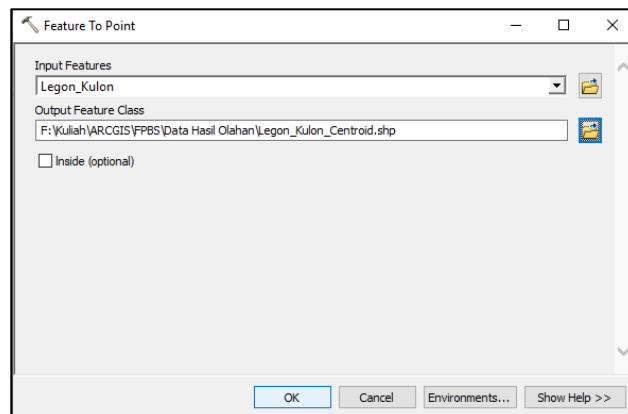 Feature To Point
Input Features
Legon_Kulon
Output Feature Class
F:\Kuliah\ARCGIS\FPBS\Data Hasil Olahan\Legon_Kulon_Centroid.shp
Inside (optional)
OK Cancel Environments... Show Help >>